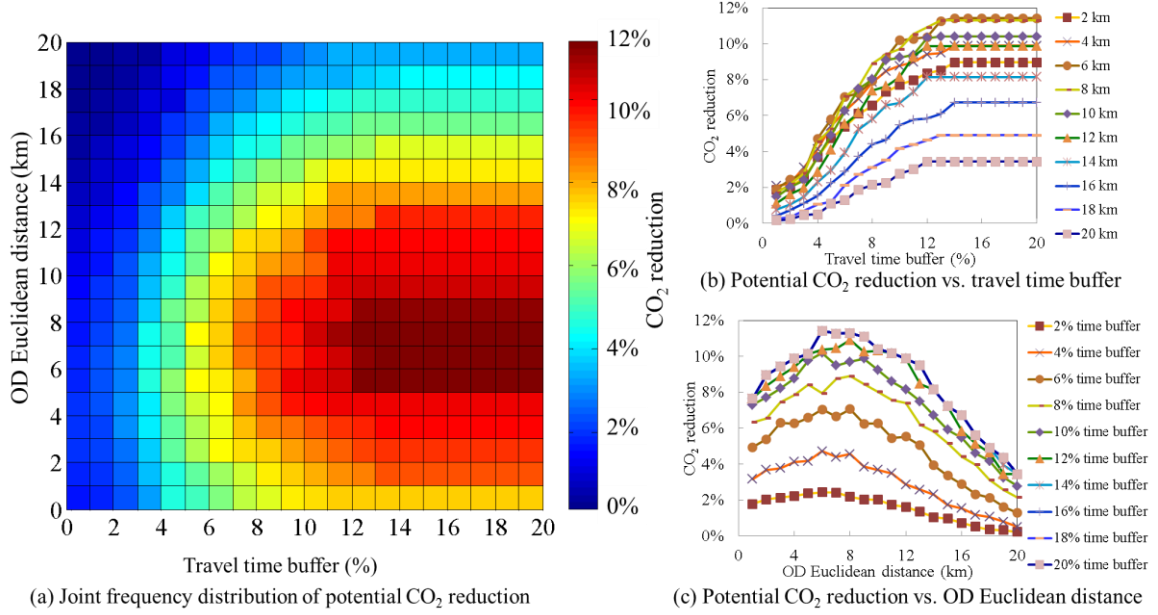 20
18
16
14
12
10
8
6
4
2
0
OD Euclidean distance (km)
0 2 4 6 8 10 12 14 16 18 20
Travel time buffer (%)
12%
10%
8%
6%
4%
2%
0%
CO2 reduction
(a) Joint frequency distribution of potential CO2 reduction
12%
10%
8%
6%
4%
2%
0%
CO2 reduction
0 4 8 12 16 20
Travel time buffer (%)
2 km
4 km
6 km
8 km
10 km
12 km
14 km
16 km
18 km
20 km
(b) Potential CO2 reduction vs. travel time buffer
12%
10%
8%
6%
4%
2%
0%
CO2 reduction
0 4 8 12 16 20
OD Euclidean distance (km)
2% time buffer
4% time buffer
6% time buffer
8% time buffer
10% time buffer
12% time buffer
14% time buffer
16% time buffer
18% time buffer
20% time buffer
(c) Potential CO2 reduction vs. OD Euclidean distance